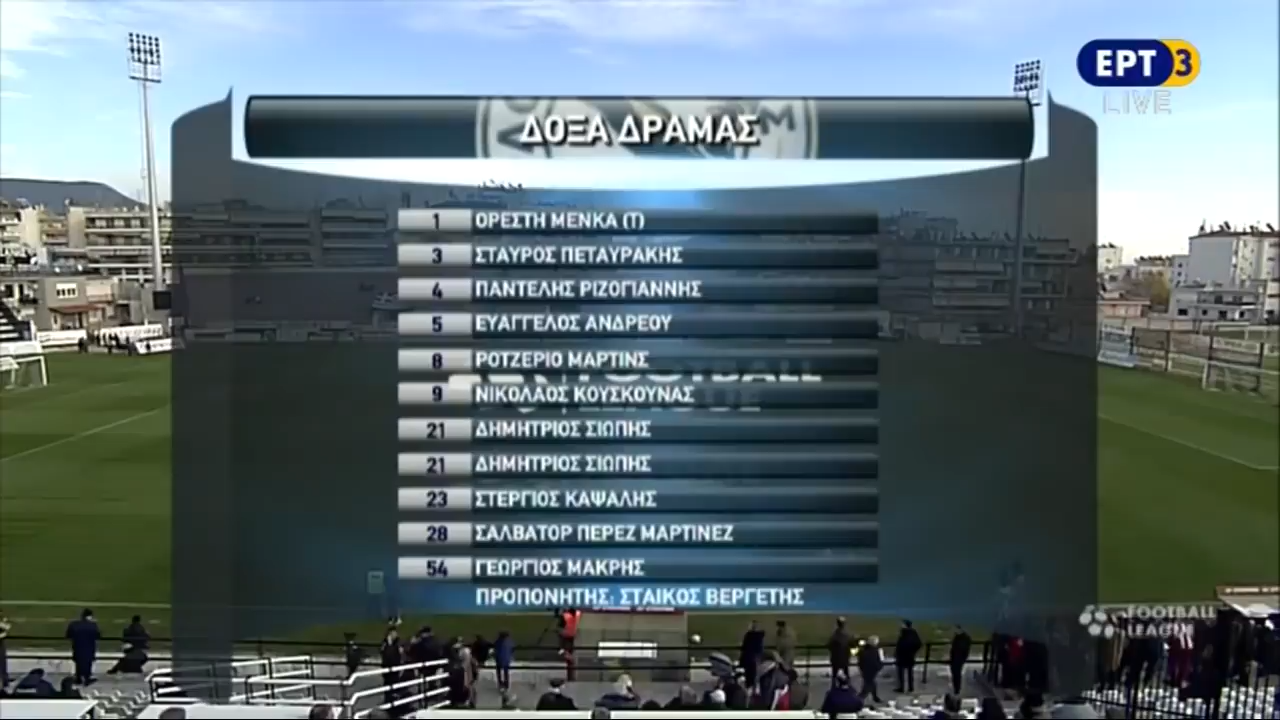 ΕΡΤ3
LIVE
ΔΟΞΑ ΔΡΑΜΑΣ
1 ΟΡΕΣΤΗ ΜΕΝΚΑ (Τ)
3 ΣΤΑΥΡΟΣ ΠΕΤΑΥΡΑΚΗΣ
4 ΠΑΝΤΕΛΗΣ ΡΙΖΟΓΙΑΝΝΗΣ
5 ΕΥΑΓΓΕΛΟΣ ΑΝΔΡΕΟΥ
8 ΡΟΤΖΕΡΙΟ ΜΑΡΤΙΝΣ
9 ΝΙΚΟΛΑΟΣ ΚΟΥΣΚΟΥΝΑΣ
21 ΔΗΜΗΤΡΙΟΣ ΣΙΩΠΗΣ
21 ΔΗΜΗΤΡΙΟΣ ΣΙΩΠΗΣ
23 ΣΤΕΡΓΙΟΣ ΚΑΨΑΛΗΣ
28 ΣΑΛΒΑΤΟΡ ΠΕΡΕΖ ΜΑΡΤΙΝΕΖ
54 ΓΕΩΡΓΙΟΣ ΜΑΚΡΗΣ
ΠΡΟΠΟΝΗΤΗΣ: ΣΤΑΙΚΟΣ ΒΕΡΓΕΤΗΣ
FOOTBALL
LEAGUE